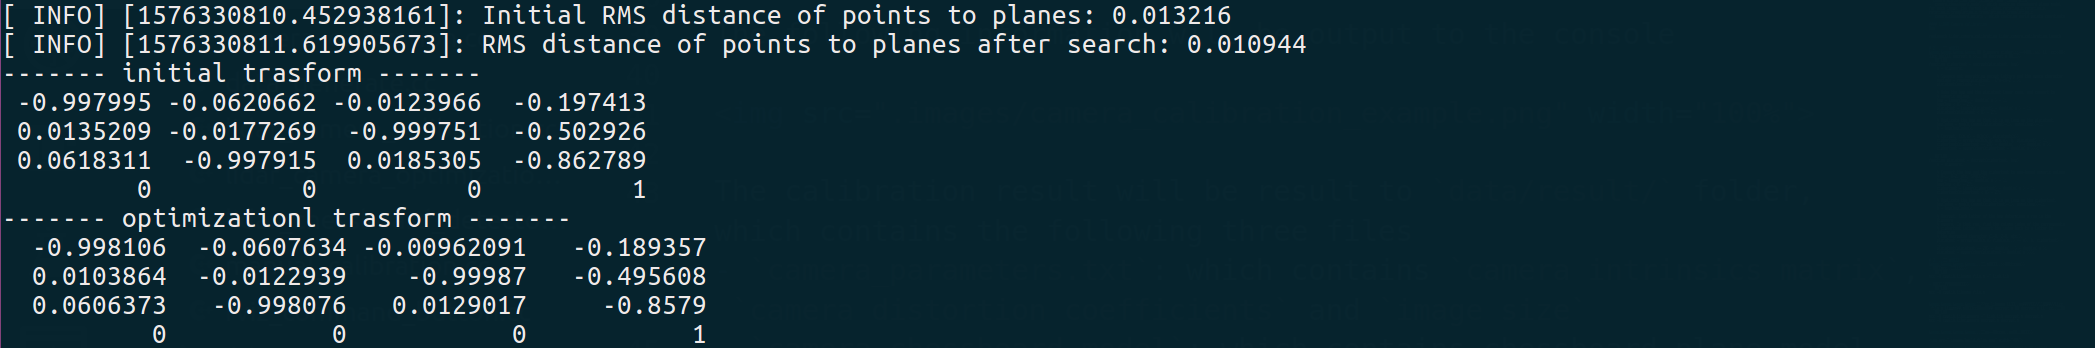 [ INFO] [1576330810.452938161]: Initial RMS distance of points to planes: 0.013216
[ INFO] [1576330811.619905673]: RMS distance of points to planes after search: 0.010944
------- initial trasform -------
-0.997995 -0.0620662 -0.0123966 -0.197413
0.0135209 -0.0177269 -0.999751 -0.502926
0.0618311 -0.997915 0.0185305 -0.862789
0 0 0 1
------- optimizationl trasform -------
-0.998106 -0.0607634 -0.00962091 -0.189357
0.0103864 -0.0122939 -0.99987 -0.495608
0.0606373 -0.998076 0.0129017 -0.8579
0 0 0 1